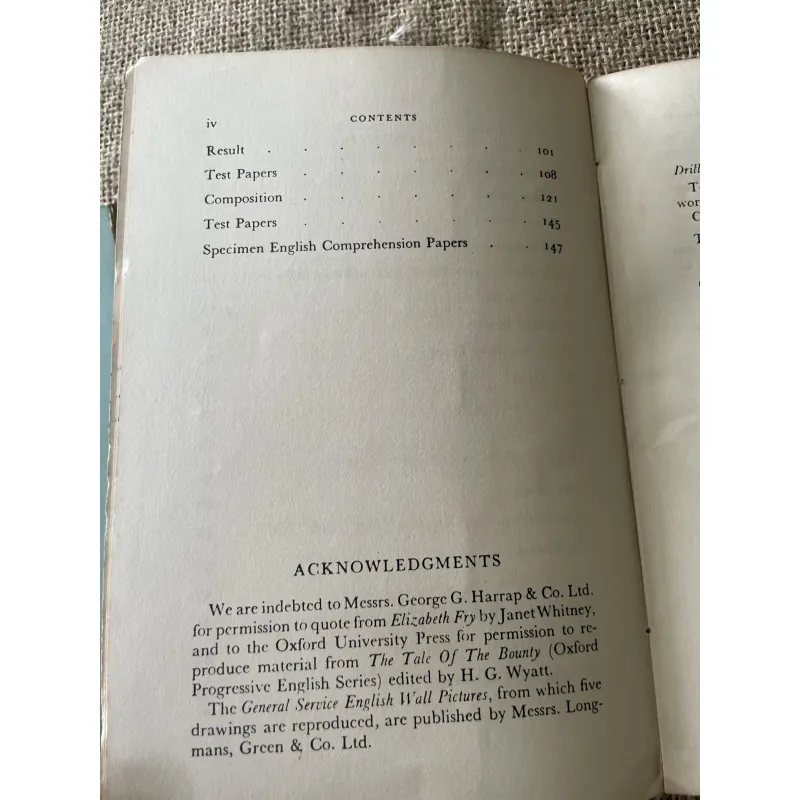 iv CONTENTS
Result . . . . . . . 101
Test Papers . . . . . . 108
Composition . . . . . . 121
Test Papers . . . . . . 145
Specimen English Comprehension Papers . . 147
ACKNOWLEDGMENTS
We are indebted to Messrs. George G. Harrap & Co. Ltd.
for permission to quote from Elizabeth Fry by Janet Whitney,
and to the Oxford University Press for permission to re-
produce material from The Tale Of The Bounty (Oxford
Progressive English Series) edited by H. G. Wyatt.
The General Service English Wall Pictures, from which five
drawings are reproduced, are published by Messrs. Long-
mans, Green & Co. Ltd.
Drill